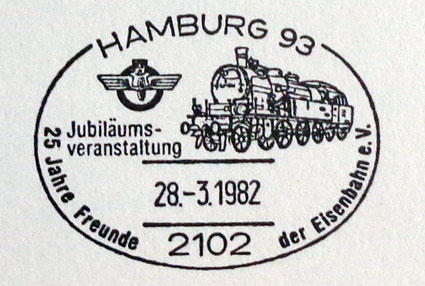 HAMBURG 93
Jubiläums-
veranstaltung
25 Jahre Freunde der Eisenbahn e.V.
28.-3.1982
2102